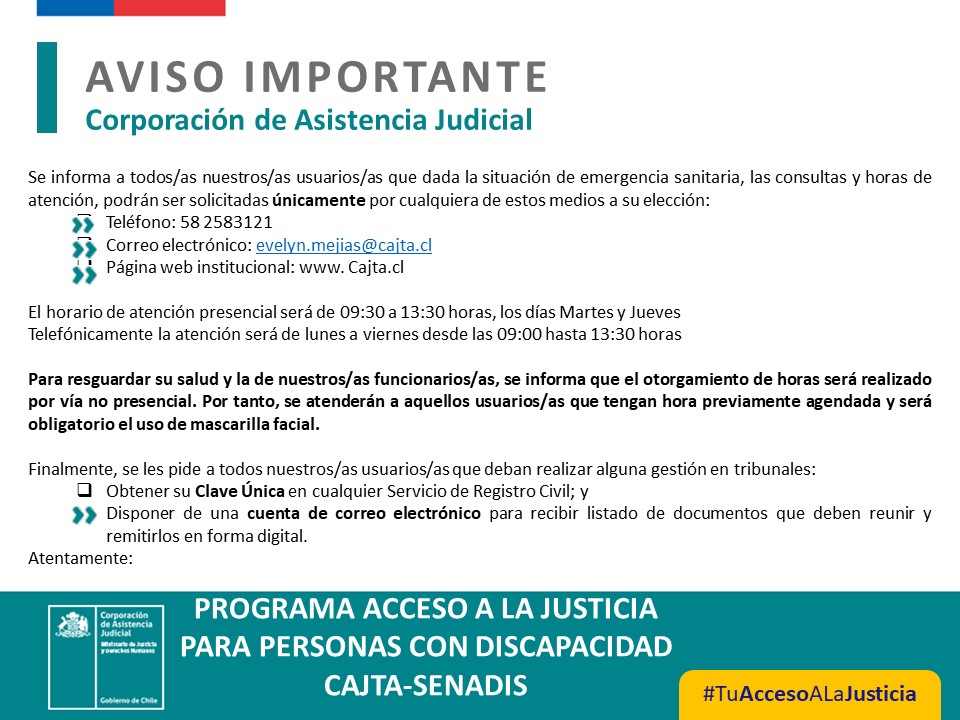 AVISO IMPORTANTE
Corporación de Asistencia Judicial
Se informa a todos/as nuestros/as usuarios/as que dada la situación de emergencia sanitaria, las consultas y horas de
atención, podrán ser solicitadas únicamente por cualquiera de estos medios a su elección:
Teléfono: 58 2583121
Correo electrónico: evelyn.mejias@cajta.cl
Página web institucional: www. Cajta.cl
El horario de atención presencial será de 09:30 a 13:30 horas, los días Martes y Jueves
Telefónicamente la atención será de lunes a viernes desde las 09:00 hasta 13:30 horas
Para resguardar su salud y la de nuestros/as funcionarios/as, se informa que el otorgamiento de horas será realizado
por vía no presencial. Por tanto, se atenderán a aquellos usuarios/as que tengan hora previamente agendada y será
obligatorio el uso de mascarilla facial.
Finalmente, se les pide a todos nuestros/as usuarios/as que deban realizar alguna gestión en tribunales:
Obtener su Clave Única en cualquier Servicio de Registro Civil; y
Disponer de una cuenta de correo electrónico para recibir listado de documentos que deben reunir y
remitirlos en forma digital.
Atentamente:
PROGRAMA ACCESO A LA JUSTICIA
PARA PERSONAS CON DISCAPACIDAD
CAJTA-SENADIS
Corporación
de Asistencia
Judicial
Ministerio de Justicia
y Derechos Humanos
Gobierno de Chile
#TuAccesoALaJusticia